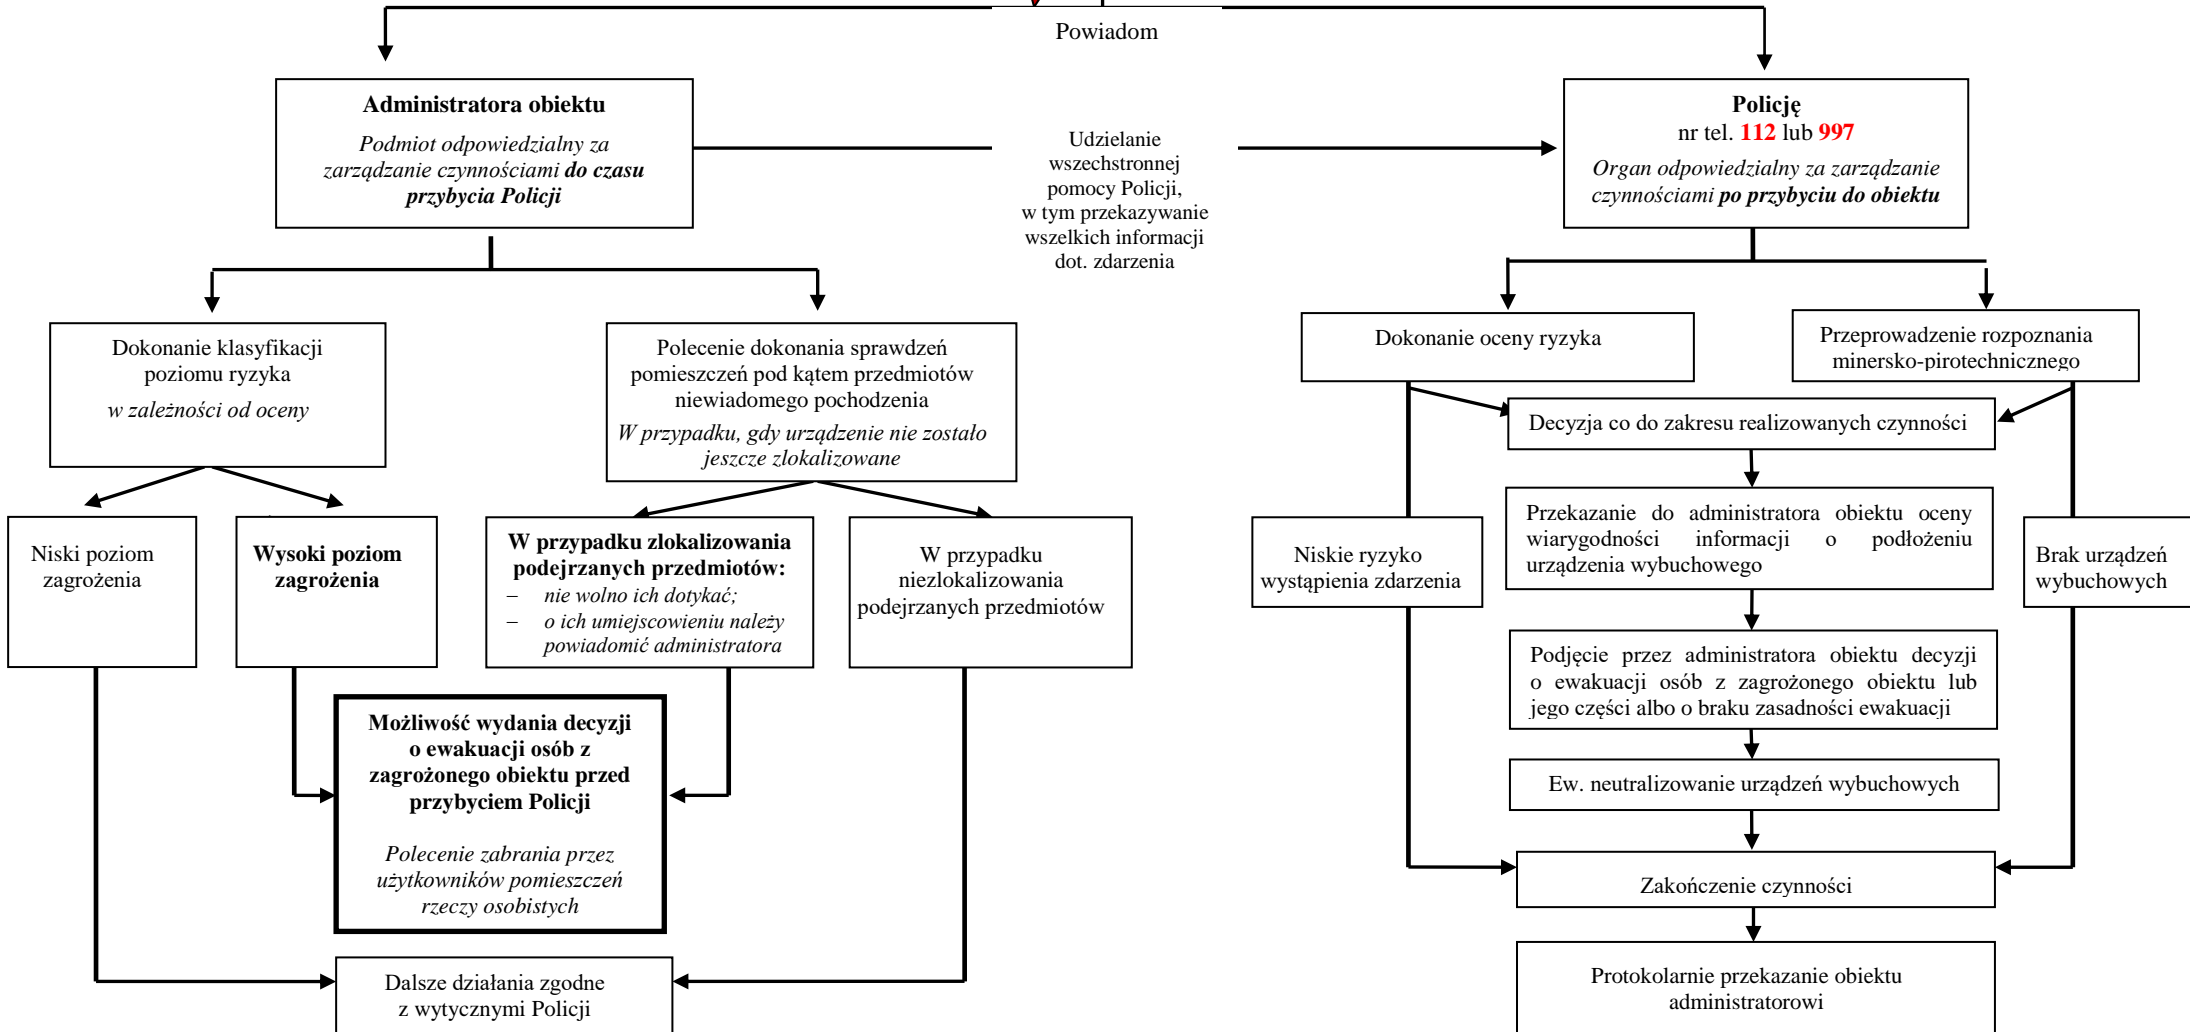 Powiadom
Administratora obiektu
Podmiot odpowiedzialny za
zarządzanie czynnościami do czasu
przybycia Policji
Udzielanie
wszechstronnej
pomocy Policji,
w tym przekazywanie
wszelkich informacji
dot. zdarzenia
Policję
nr tel. 112 lub 997
Organ odpowiedzialny za zarządzanie
czynnościami po przybyciu do obiektu
Dokonanie klasyfikacji
poziomu ryzyka
w zależności od oceny
Polecenie dokonania sprawdzeń
pomieszczeń pod kątem przedmiotów
niewiadomego pochodzenia
W przypadku, gdy urządzenie nie zostało
jeszcze zlokalizowane
Dokonanie oceny ryzyka
Przeprowadzenie rozpoznania
minersko-pirotechnicznego
Decyzja co do zakresu realizowanych czynności
Niski poziom
zagrożenia
Wysoki poziom
zagrożenia
W przypadku zlokalizowania
podejrzanych przedmiotów:
– nie wolno ich dotykać;
– o ich umiejscowieniu należy
powiadomić administratora
W przypadku
niezlokalizowania
podejrzanych przedmiotów
Niskie ryzyko
wystąpienia zdarzenia
Przekazanie do administratora obiektu oceny
wiarygodności informacji o podłożeniu
urządzenia wybuchowego
Brak urządzeń
wybuchowych
Podjęcie przez administratora obiektu decyzji
o ewakuacji osób z zagrożonego obiektu lub
jego części albo o braku zasadności ewakuacji
Możliwość wydania decyzji
o ewakuacji osób z
zagrożonego obiektu przed
przybyciem Policji
Polecenie zabrania przez
użytkowników pomieszczeń
rzeczy osobistych
Ew. neutralizowanie urządzeń wybuchowych
Zakończenie czynności
Dalsze działania zgodne
z wytycznymi Policji
Protokolarnie przekazanie obiektu
administratorowi